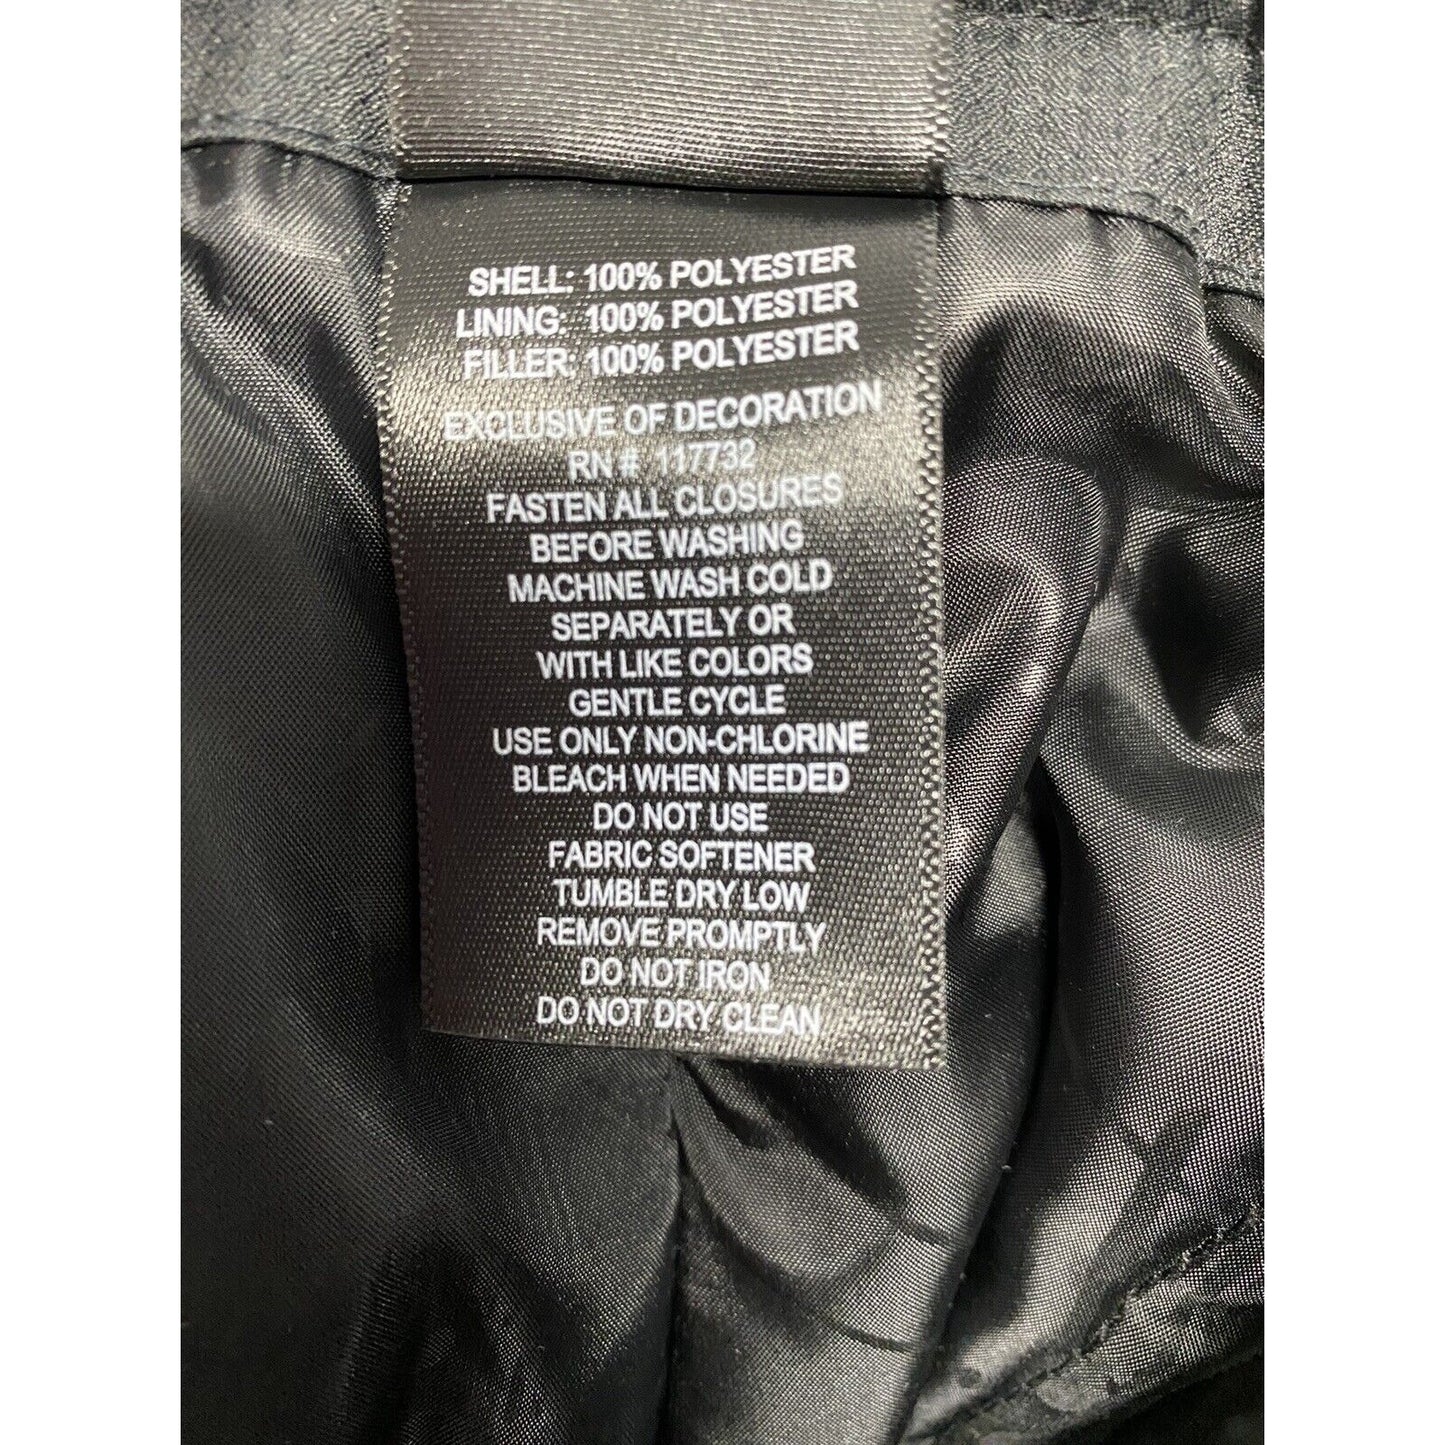 SHELL: 100% POLYESTER
LINING: 100% POLYESTER
FILLER: 100% POLYESTER
EXCLUSIVE OF DECORATION
RN # 117732
FASTEN ALL CLOSURES
BEFORE WASHING
MACHINE WASH COLD
SEPARATELY OR
WITH LIKE COLORS
GENTLE CYCLE
USE ONLY NON-CHLORINE
BLEACH WHEN NEEDED
DO NOT USE
FABRIC SOFTENER
TUMBLE DRY LOW
REMOVE PROMPTLY
DO NOT IRON
DO NOT DRY CLEAN